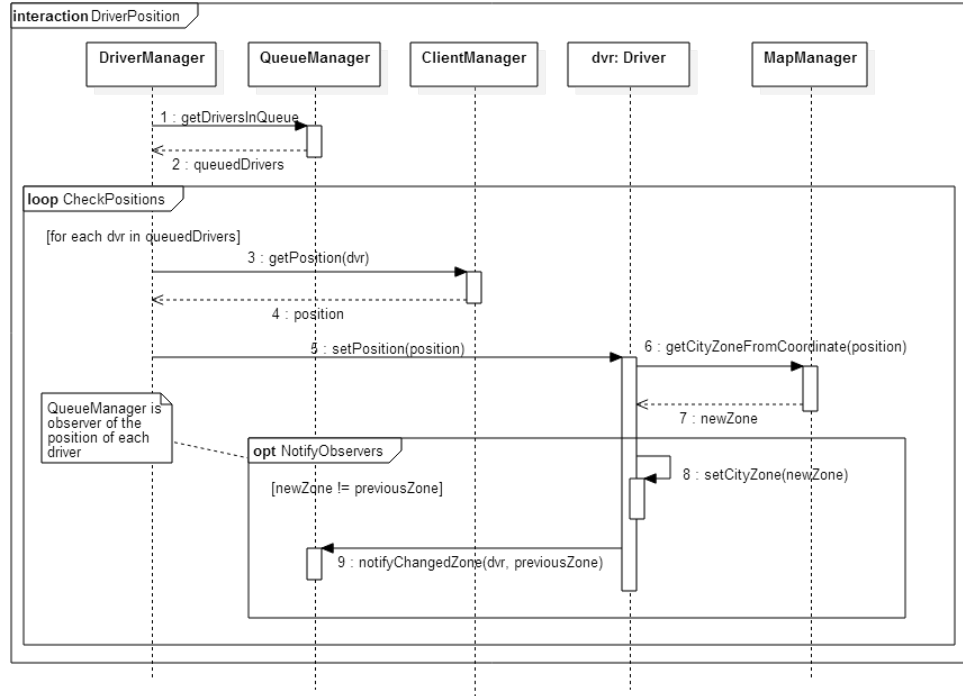 interaction DriverPosition
DriverManager
QueueManager
ClientManager
dvr: Driver
MapManager
1 : getDriversInQueue
2 : queuedDrivers
loop CheckPositions
[for each dvr in queuedDrivers]
3 : getPosition(dvr)
4 : position
5 : setPosition(position)
6 : getCityZoneFromCoordinate(position)
7 : newZone
QueueManager is
observer of the
position of each
driver
opt NotifyObservers
[newZone != previousZone]
8 : setCityZone(newZone)
9 : notifyChangedZone(dvr, previousZone)